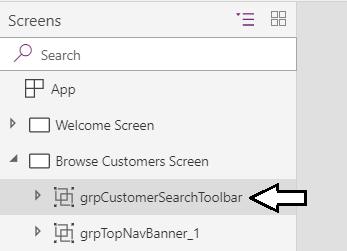 Screens
Search
App
Welcome Screen
Browse Customers Screen
grpCustomerSearchToolbar
grpTopNavBanner_1